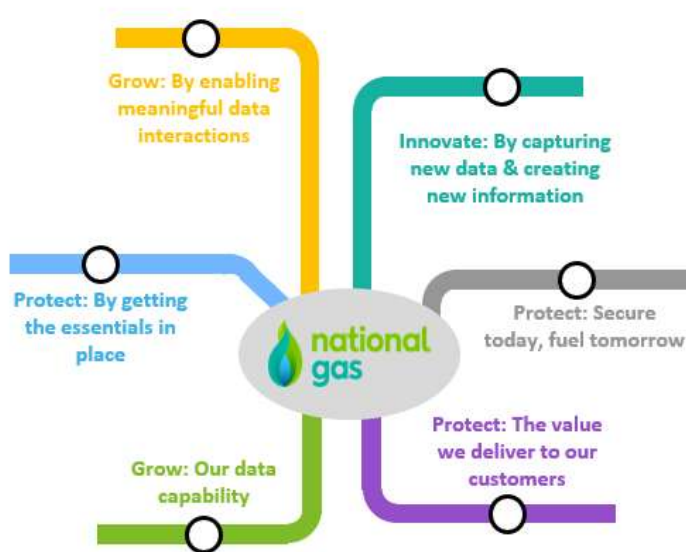 Grow: By enabling
meaningful data
interactions
Innovate: By capturing
new data & creating
new information
Protect: By getting
the essentials in
place
Protect: Secure
today, fuel tomorrow
national
gas
Grow: Our data
capability
Protect: The value
we deliver to our
customers